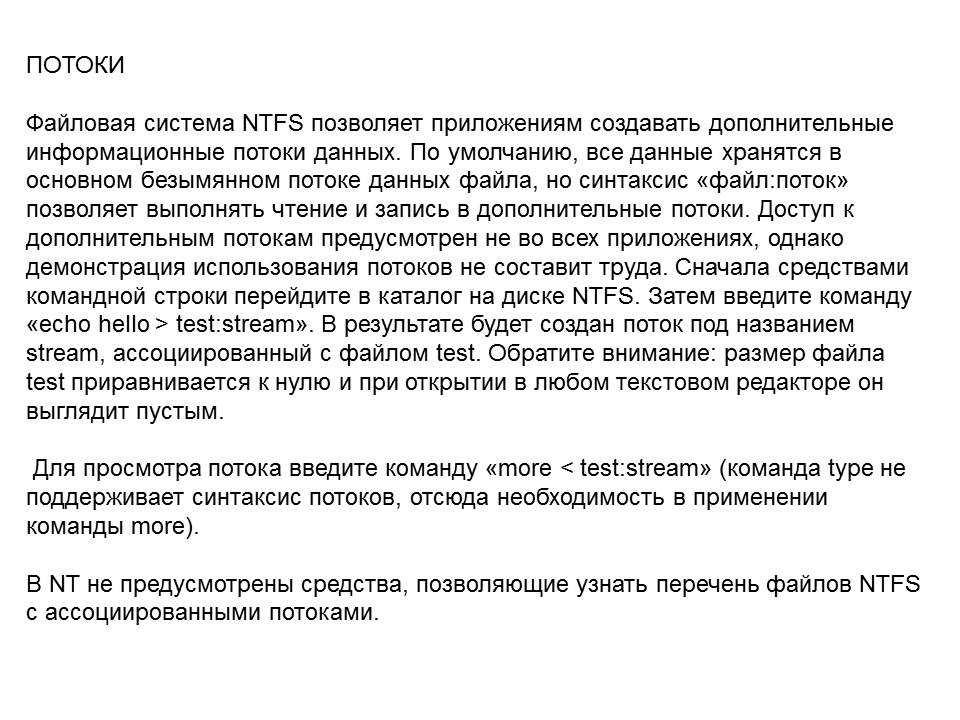 ПОТОКИ
Файловая система NTFS позволяет приложениям создавать дополнительные
информационные потоки данных. По умолчанию, все данные хранятся в
основном безымянном потоке данных файла, но синтаксис «файл:поток»
позволяет выполнять чтение и запись в дополнительные потоки. Доступ к
дополнительным потокам предусмотрен не во всех приложениях, однако
демонстрация использования потоков не составит труда. Сначала средствами
командной строки перейдите в каталог на диске NTFS. Затем введите команду
«echo hello > test:stream». В результате будет создан поток под названием
stream, ассоциированный с файлом test. Обратите внимание: размер файла
test приравнивается к нулю и при открытии в любом текстовом редакторе он
выглядит пустым.
Для просмотра потока введите команду «more < test:stream» (команда type не
поддерживает синтаксис потоков, отсюда необходимость в применении
команды more).
В NT не предусмотрены средства, позволяющие узнать перечень файлов NTFS
с ассоциированными потоками.